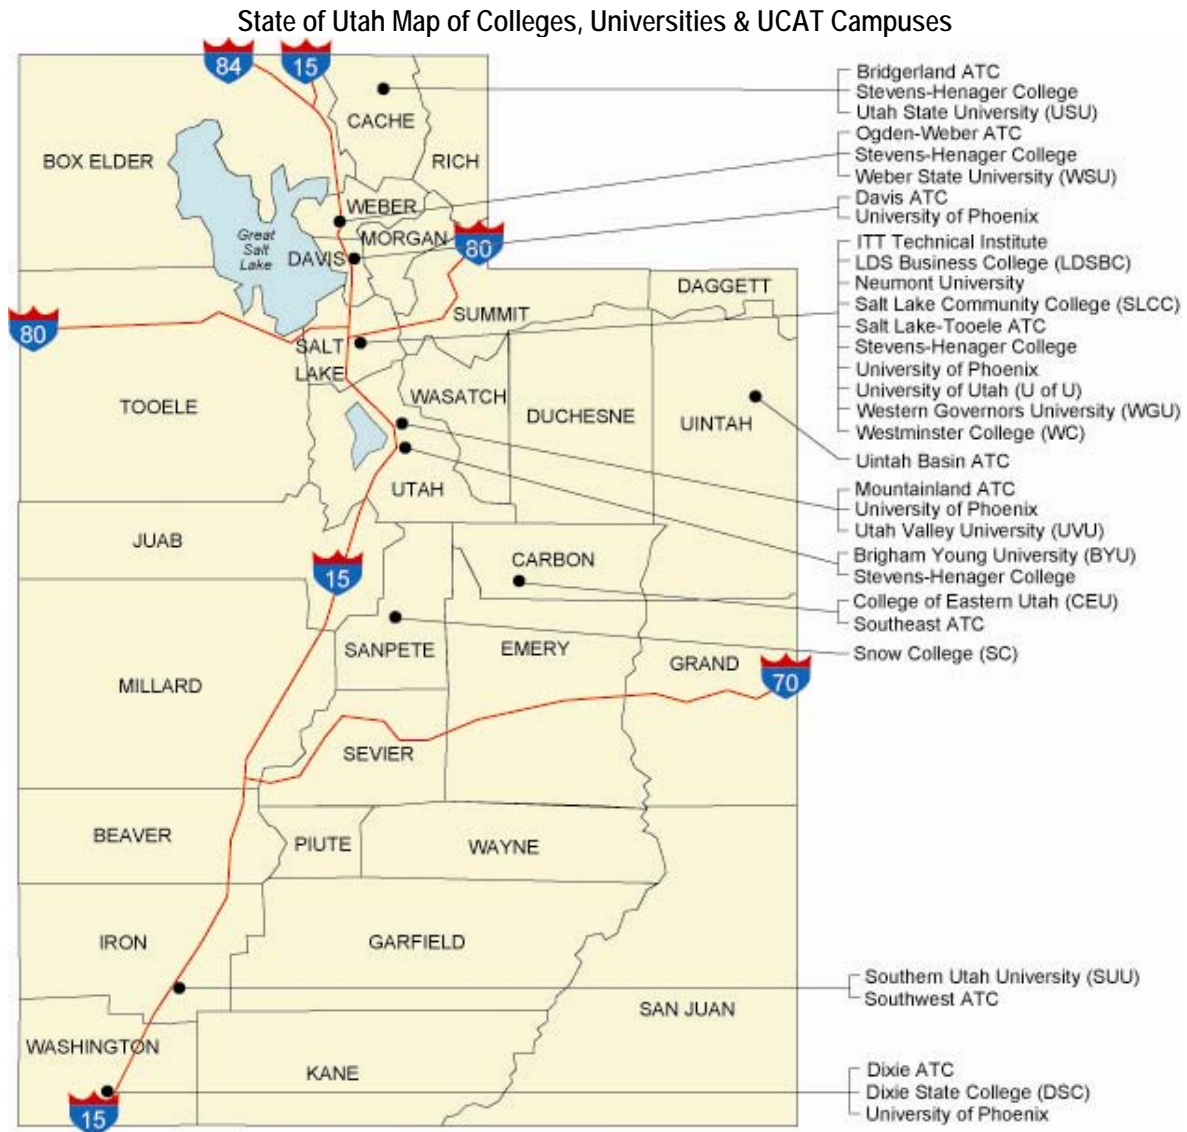 State of Utah Map of Colleges, Universities & UCAT Campuses
84
15
CACHE
BOX ELDER
RICH
WEBER
MORGAN
Great
Salt
Lake
DAVIS
80
DAGGETT
SUMMIT
80
SALT
LAKE
WASATCH
TOOELE
DUCHESNE
UINTAH
UTAH
JUAB
CARBON
15
SANPETE
EMERY
GRAND
MILLARD
70
SEVIER
BEAVER
PIUTE
WAYNE
IRON
GARFIELD
SAN JUAN
WASHINGTON
KANE
15
Bridgerland ATC
Stevens-Henager College
Utah State University (USU)
Ogden-Weber ATC
Stevens-Henager College
Weber State University (WSU)
Davis ATC
University of Phoenix
ITT Technical Institute
LDS Business College (LDSBC)
Neumont University
Salt Lake Community College (SLCC)
Salt Lake-Tooele ATC
Stevens-Henager College
University of Phoenix
University of Utah (U of U)
Western Governors University (WGU)
Westminster College (WC)
Uintah Basin ATC
Mountainland ATC
University of Phoenix
Utah Valley University (UVU)
Brigham Young University (BYU)
Stevens-Henager College
College of Eastern Utah (CEU)
Southeast ATC
Snow College (SC)
Southern Utah University (SUU)
Southwest ATC
Dixie ATC
Dixie State College (DSC)
University of Phoenix